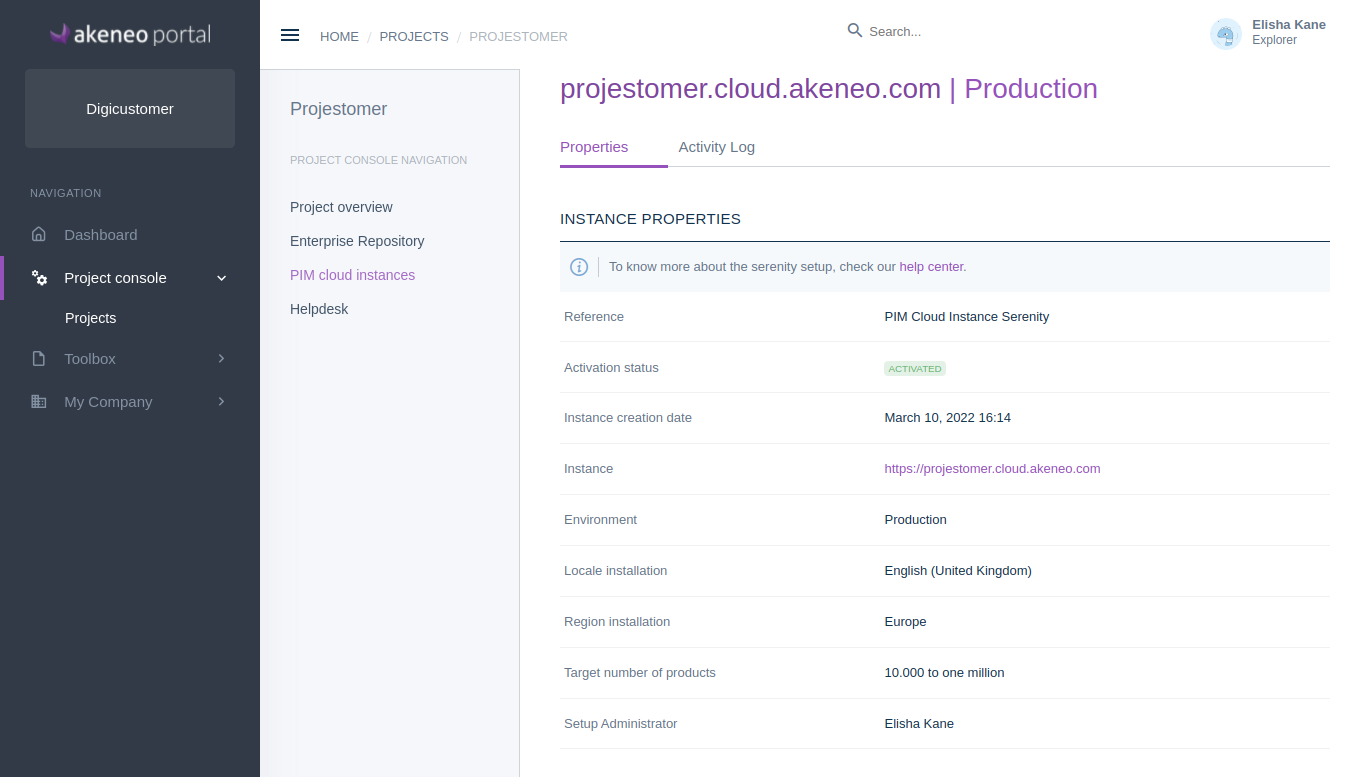 akeneo portal
Digicustomer
NAVIGATION
Dashboard
Project console
Projects
Toolbox
My Company
HOME / PROJECTS / PROJESTOMER
Search...
Elisha Kane
Explorer
Projestomer
PROJECT CONSOLE NAVIGATION
Project overview
Enterprise Repository
PIM cloud instances
Helpdesk
projestomer.cloud.akeneo.com | Production
Properties Activity Log
INSTANCE PROPERTIES
To know more about the serenity setup, check our help center.
Reference PIM Cloud Instance Serenity
Activation status ACTIVATED
Instance creation date March 10, 2022 16:14
Instance https://projestomer.cloud.akeneo.com
Environment Production
Locale installation English (United Kingdom)
Region installation Europe
Target number of products 10.000 to one million
Setup Administrator Elisha Kane